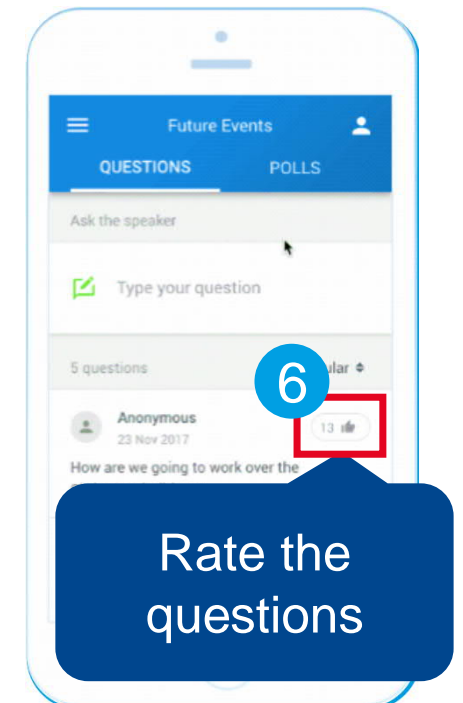 Future Events
QUESTIONS POLLS
Ask the speaker
Type your question
5 questions
6
Anonymous
13
23 Nov 2017
How are we going to work over the
Rate the
questions